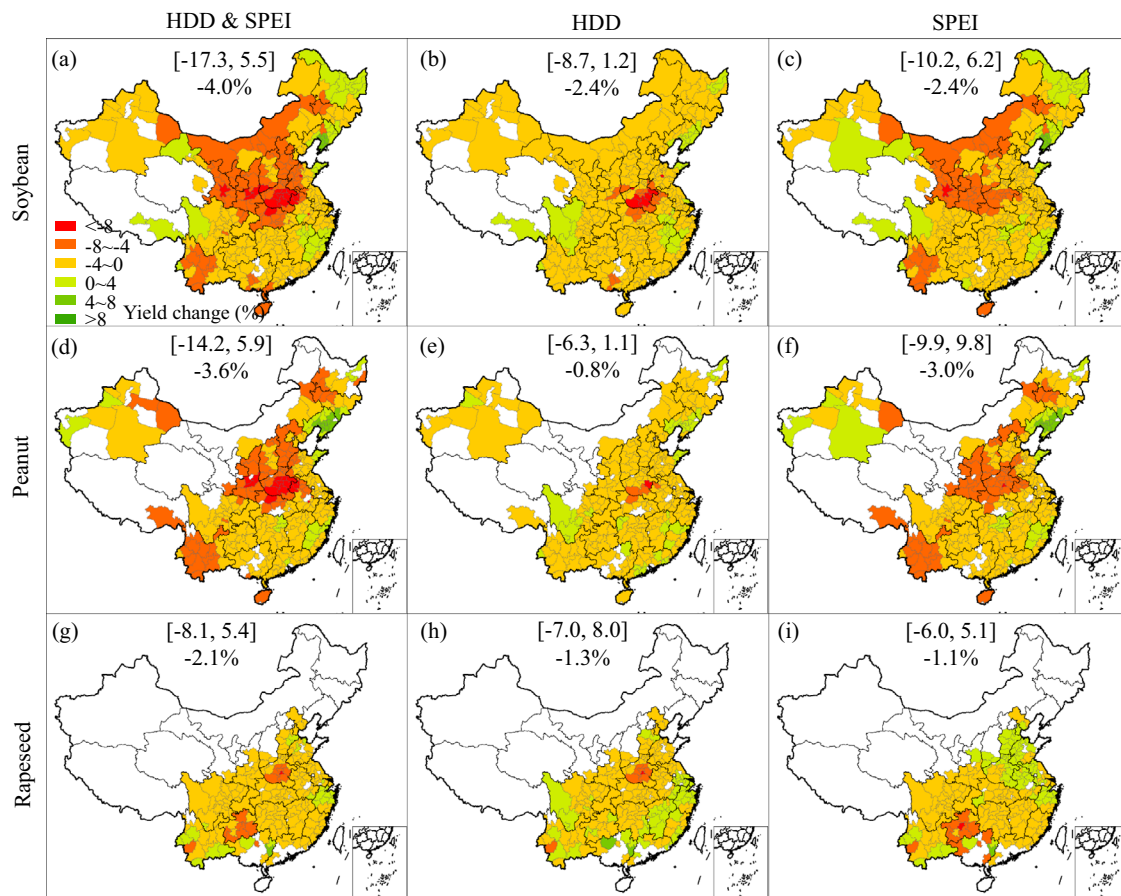 HDD & SPEI
HDD
SPEI
Soybean
(a)
[-17.3, 5.5]
-4.0%
(b)
[-8.7, 1.2]
-2.4%
(c)
[-10.2, 6.2]
-2.4%
<-8
-8~-4
-4~0
0~4
4~8
>8
Yield change (%)
Peanut
(d)
[-14.2, 5.9]
-3.6%
(e)
[-6.3, 1.1]
-0.8%
(f)
[-9.9, 9.8]
-3.0%
Rapeseed
(g)
[-8.1, 5.4]
-2.1%
(h)
[-7.0, 8.0]
-1.3%
(i)
[-6.0, 5.1]
-1.1%